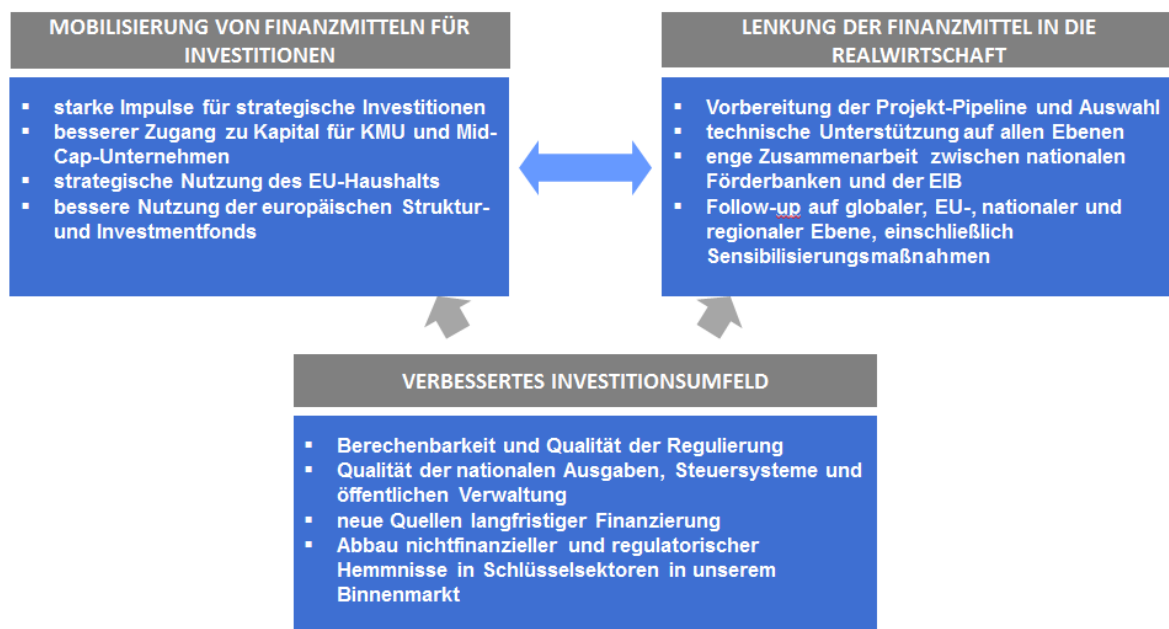 MOBILISIERUNG VON FINANZMITTELN FÜR
INVESTITIONEN
▪ starke Impulse für strategische Investitionen
▪ besserer Zugang zu Kapital für KMU und Mid-
Cap-Unternehmen
▪ strategische Nutzung des EU-Haushalts
▪ bessere Nutzung der europäischen Struktur-
und Investmentfonds
LENKUNG DER FINANZMITTEL IN DIE
REALWIRTSCHAFT
▪ Vorbereitung der Projekt-Pipeline und Auswahl
▪ technische Unterstützung auf allen Ebenen
▪ enge Zusammenarbeit zwischen nationalen
Förderbanken und der EIB
▪ Follow-up auf globaler, EU-, nationaler und
regionaler Ebene, einschließlich
Sensibilisierungsmaßnahmen
VERBESSERTES INVESTITIONSUMFELD
▪ Berechenbarkeit und Qualität der Regulierung
▪ Qualität der nationalen Ausgaben, Steuersysteme und
öffentlichen Verwaltung
▪ neue Quellen langfristiger Finanzierung
▪ Abbau nichtfinanzieller und regulatorischer
Hemmnisse in Schlüsselsektoren in unserem
Binnenmarkt